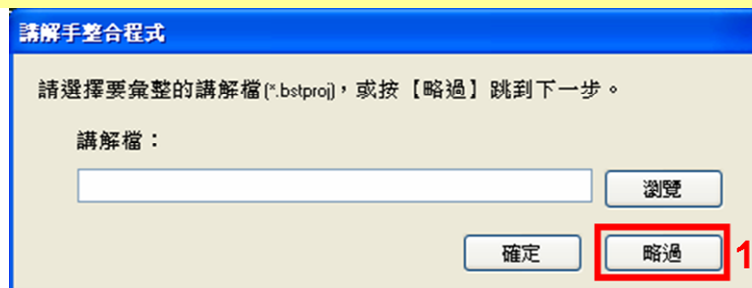 講解手整合程式
請選擇要彙整的講解檔(*.bstproj)，或按【略過】跳到下一步。
講解檔：
瀏覽
確定 略過 1